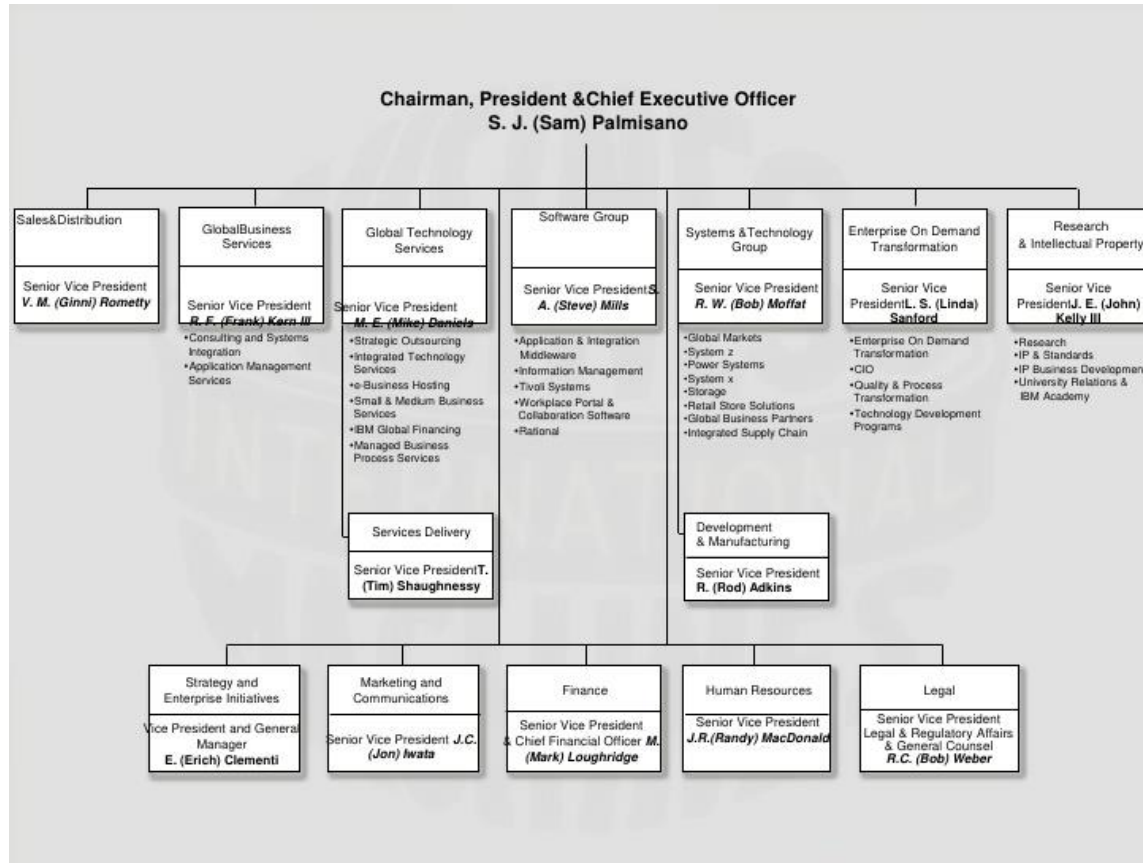 Chairman, President &Chief Executive Officer
S. J. (Sam) Palmisano
Sales&Distribution
Senior Vice President
V. M. (Ginni) Rometty
GlobalBusiness
Services
Senior Vice President
R. F. (Frank) Kern III
•Consulting and Systems
Integration
•Application Management
Services
Global Technology
Services
Senior Vice President
M. E. (Mike) Daniels
•Strategic Outsourcing
•Integrated Technology
Services
•e-Business Hosting
•Small & Medium Business
Services
•IBM Global Financing
•Managed Business
Process Services
Software Group
Senior Vice PresidentS.
A. (Steve) Mills
•Application & Integration
Middleware
•Information Management
•Tivoli Systems
•Workplace Portal &
Collaboration Software
•Rational
Systems &Technology
Group
Senior Vice President
R. W. (Bob) Moffat
•Global Markets
•System z
•Power Systems
•System x
•Storage
•Retail Store Solutions
•Global Business Partners
•Integrated Supply Chain
Enterprise On Demand
Transformation
Senior Vice
PresidentL. S. (Linda)
Sanford
•Enterprise On Demand
Transformation
•CIO
•Quality & Process
Transformation
•Technology Development
Programs
Research
& Intellectual Property
Senior Vice
PresidentJ. E. (John)
Kelly III
•Research
•IP & Standards
•IP Business Development
•University Relations &
IBM Academy
Services Delivery
Senior Vice PresidentT.
(Tim) Shaughnessy
Development
& Manufacturing
Senior Vice President
R. (Rod) Adkins
Strategy and
Enterprise Initiatives
Vice President and General
Manager
E. (Erich) Clementi
Marketing and
Communications
Senior Vice President J.C.
(Jon) Iwata
Finance
Senior Vice President
& Chief Financial Officer M.
(Mark) Loughridge
Human Resources
Senior Vice President
J.R.(Randy) MacDonald
Legal
Senior Vice President
Legal & Regulatory Affairs
& General Counsel
R.C. (Bob) Weber
INTERNATIONAL